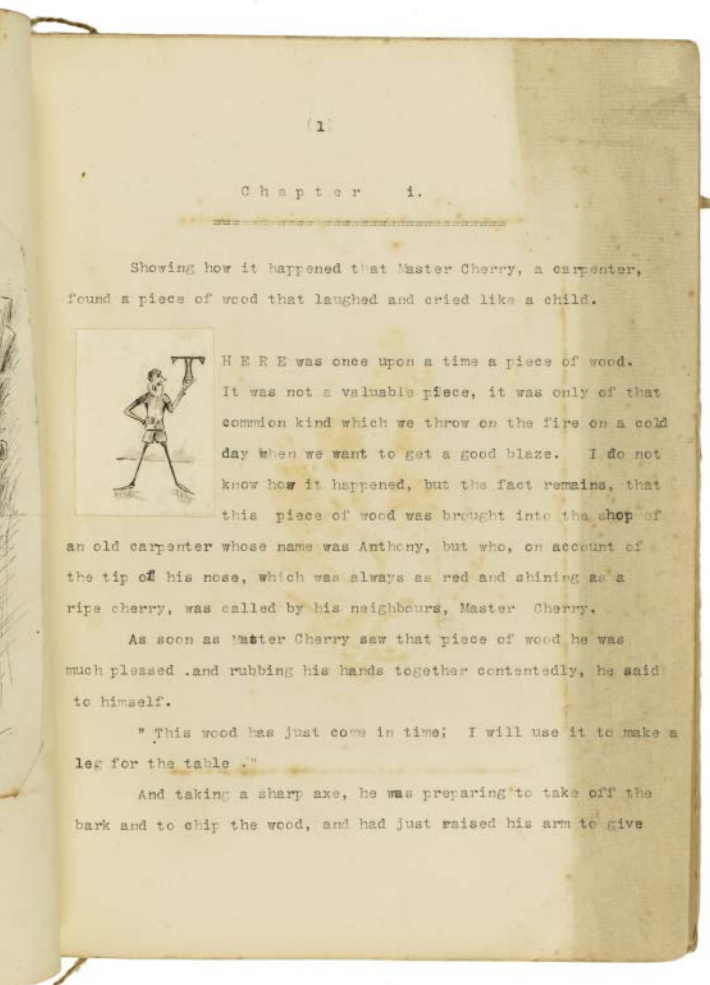 (1)
Chapter i.
Showing how it happened that Master Cherry, a carpenter,
found a piece of wood that laughed and cried like a child.
T HERE was once upon a time a piece of wood.
It was not a valuable piece, it was only of that
common kind which we throw on the fire on a cold
day when we want to get a good blaze. I do not
know how it happened, but the fact remains, that
this piece of wood was brought into the shop of
an old carpenter whose name was Anthony, but who, on account of
the tip of his nose, which was always as red and shining as a
ripe cherry, was called by his neighbours, Master Cherry.
As soon as Master Cherry saw that piece of wood he was
much pleased .and rubbing his hands together contentedly, he said
to himself.
" This wood has just come in time; I will use it to make a
leg for the table ."
And taking a sharp axe, he was preparing to take off the
bark and to chip the wood, and had just raised his arm to give